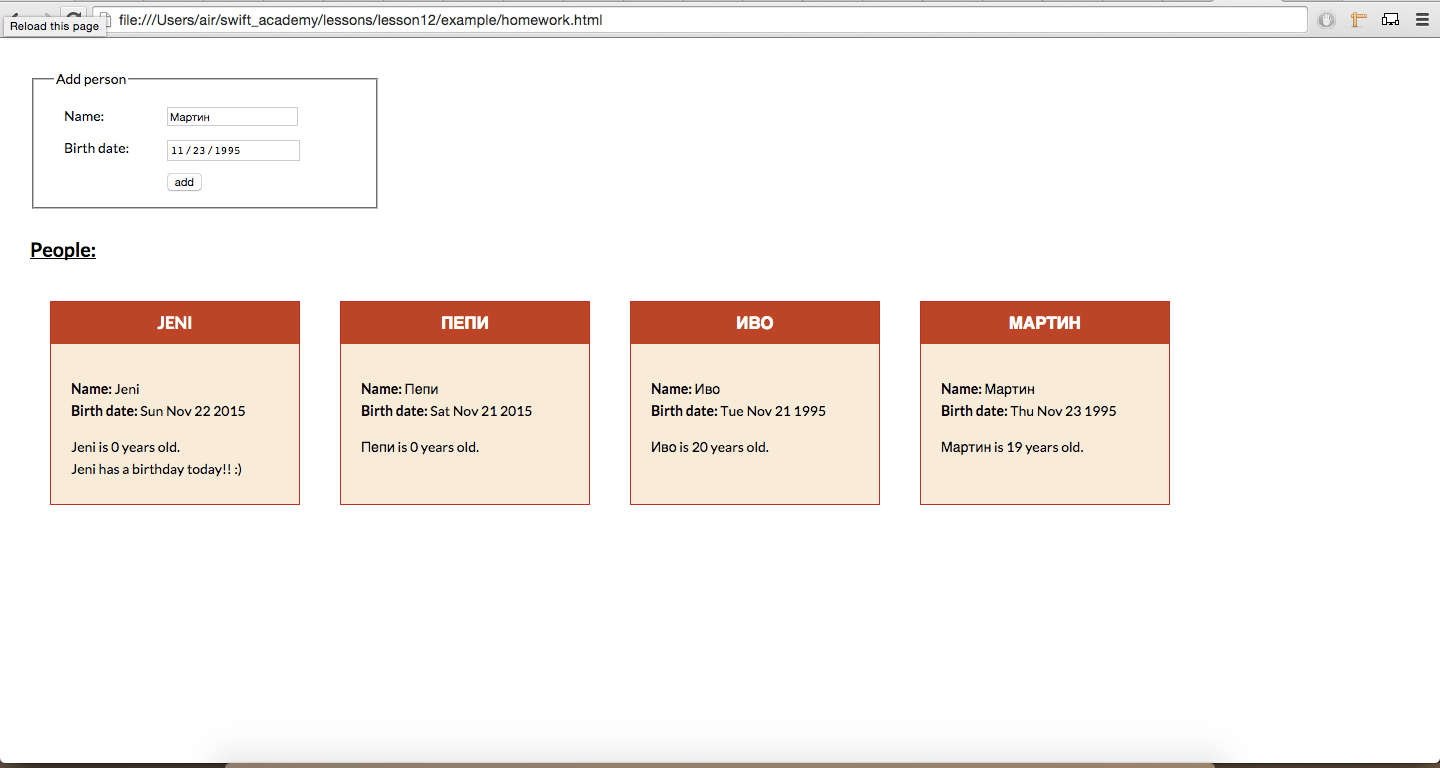 file:///Users/air/swift_academy/lessons/lesson12/example/homework.html
Reload this page
Add person
Name: Мартин
Birth date: 11/23/1995
add
People:
JENI
Name: Jeni
Birth date: Sun Nov 22 2015
Jeni is 0 years old.
Jeni has a birthday today!! :)
ПЕПИ
Name: Пепи
Birth date: Sat Nov 21 2015
Пепи is 0 years old.
ИВО
Name: Иво
Birth date: Tue Nov 21 1995
Иво is 20 years old.
МАРТИН
Name: Мартин
Birth date: Thu Nov 23 1995
Мартин is 19 years old.